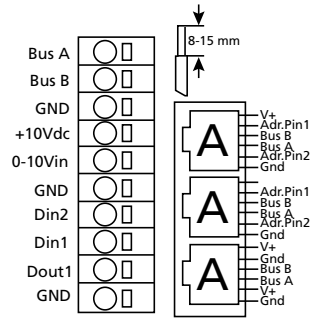 8-15 mm
Bus A
Bus B
GND
+10Vdc
0-10Vin
GND
Din2
Din1
Dout1
GND
A
V+
Adr.Pin1
Bus B
Bus A
Adr.Pin2
Gnd
A
Adr.Pin1
Bus B
Bus A
Adr.Pin2
Gnd
A
V+
Gnd
Bus B
Bus A
V+
Gnd